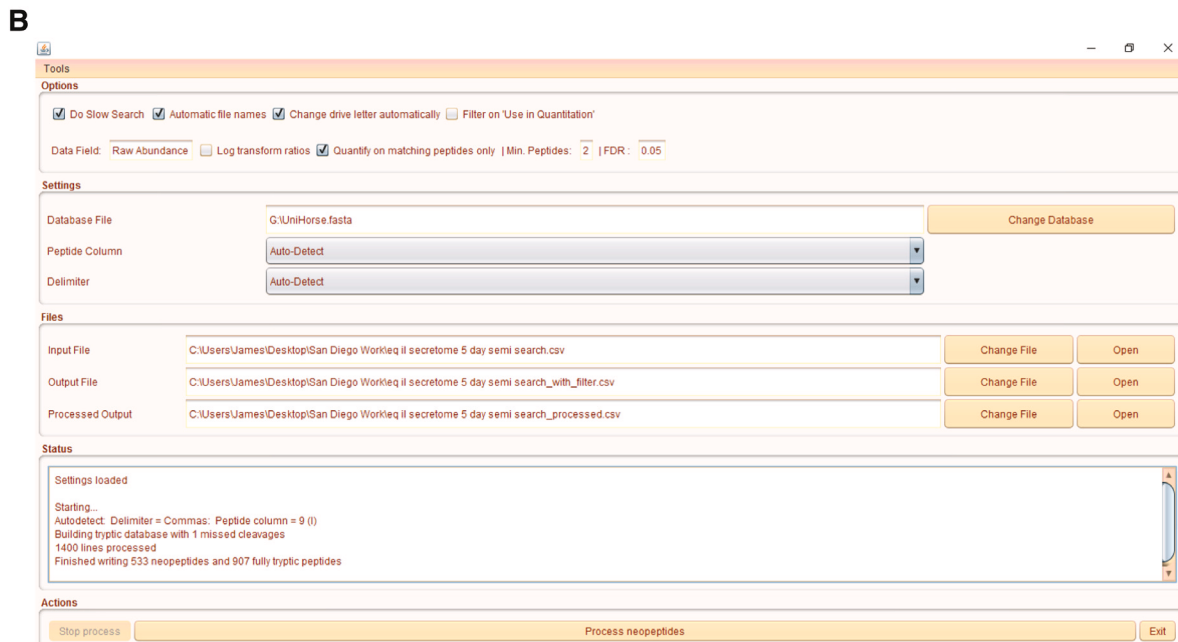 B
Tools
Options
Do Slow Search Automatic file names Change drive letter automatically Filter on 'Use in Quantitation'
Data Field: Raw Abundance Log transform ratios Quantify on matching peptides only | Min. Peptides: 2 | FDR : 0.05
Settings
Database File G:\UniHorse.fasta Change Database
Peptide Column Auto-Detect
Delimiter Auto-Detect
Files
Input File C:\Users\James\Desktop\San Diego Work\eq il secretome 5 day semi search.csv Change File Open
Output File C:\Users\James\Desktop\San Diego Work\eq il secretome 5 day semi search_with_filter.csv Change File Open
Processed Output C:\Users\James\Desktop\San Diego Work\eq il secretome 5 day semi search_processed.csv Change File Open
Status
Settings loaded
Starting...
Autodetect: Delimiter = Commas: Peptide column = 9 (I)
Building tryptic database with 1 missed cleavages
1400 lines processed
Finished writing 533 neopeptides and 907 fully tryptic peptides
Actions
Stop process Process neopeptides Exit